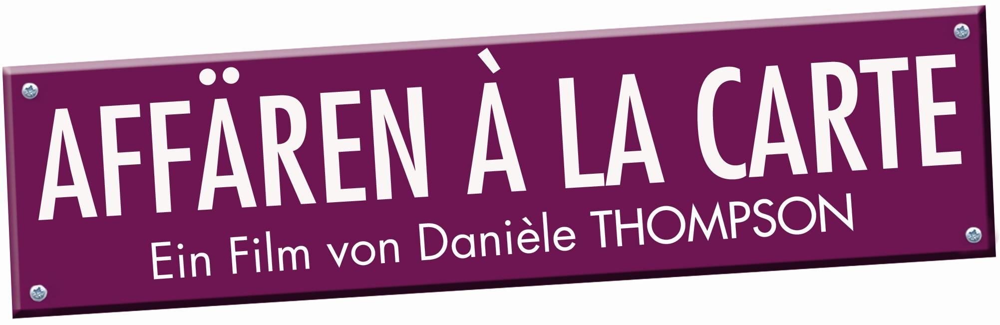 AFFÄREN À LA CARTE
Ein Film von Danièle THOMPSON